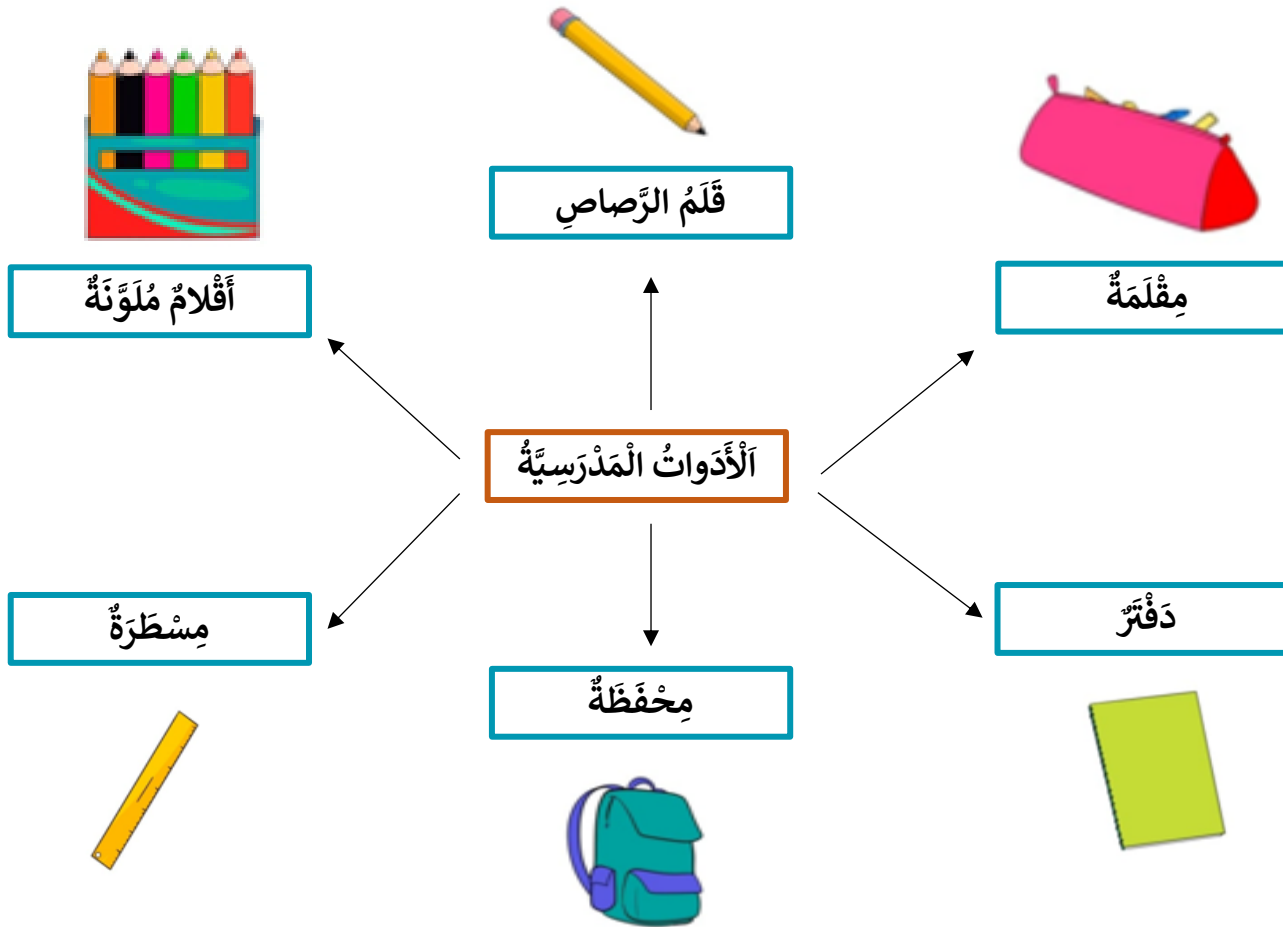 قَلَمُ الرَّصاصِ
مِقْلَمَةٌ
أَقْلامٌ مُلَوَّنَةٌ
اَلْأَدَواتُ الْمَدْرَسِيَّةُ
دَفْتَرٌ
مِسْطَرَةٌ
مِحْفَظَةٌ